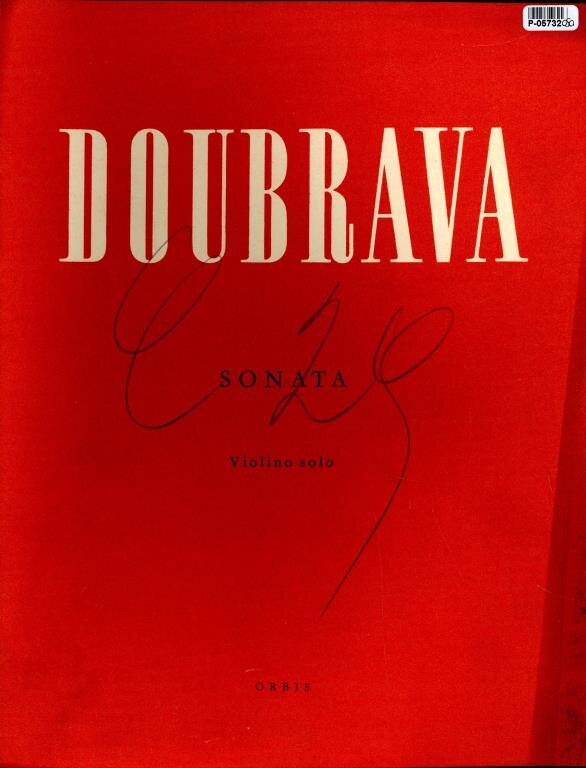 P-05732
DOUBRAVA
SONATA
Violino solo
ORBIS